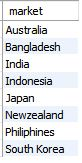 market
Australia
Bangladesh
India
Indonesia
Japan
Newzealand
Philiphines
South Korea